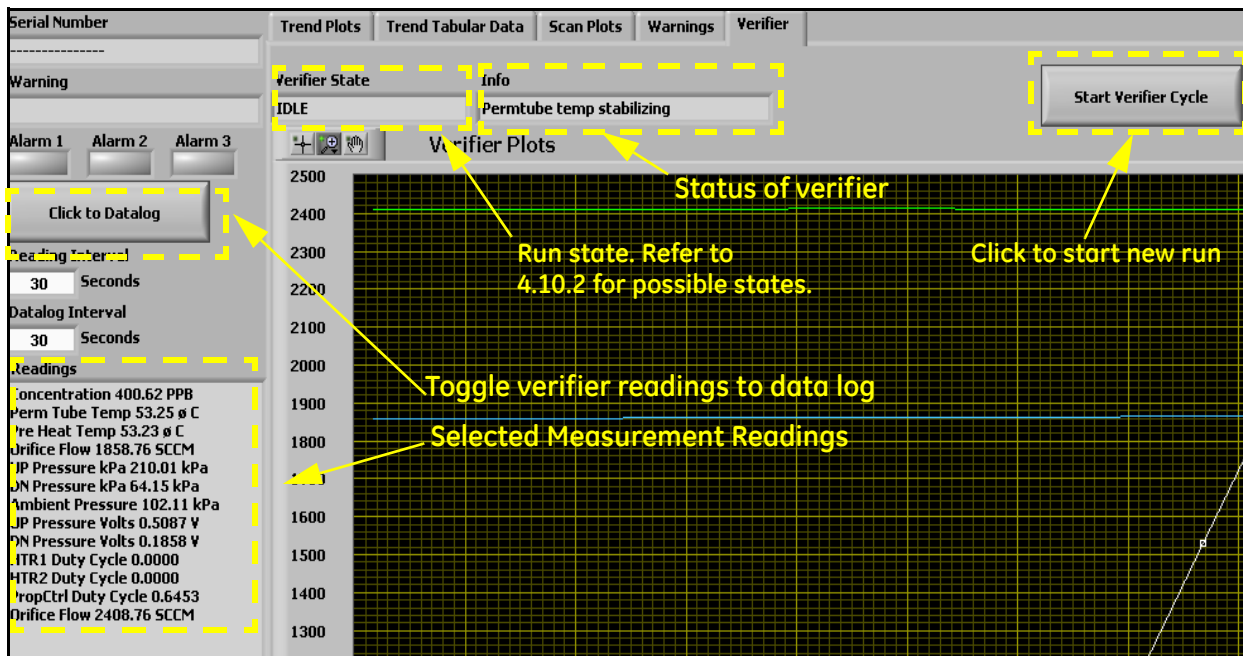 Serial Number
---------------
Warning
Alarm 1 Alarm 2 Alarm 3
Click to Datalog
Reading Interval
30 Seconds
Datalog Interval
30 Seconds
Readings
Concentration 400.62 PPB
Perm Tube Temp 53.25 ø C
Pre Heat Temp 53.23 ø C
Orifice Flow 1858.76 SCCM
UP Pressure kPa 210.01 kPa
DN Pressure kPa 64.15 kPa
Ambient Pressure 102.11 kPa
UP Pressure Volts 0.5087 V
DN Pressure Volts 0.1858 V
HTR1 Duty Cycle 0.0000
HTR2 Duty Cycle 0.0000
PropCtrl Duty Cycle 0.6453
Orifice Flow 2408.76 SCCM
Trend Plots Trend Tabular Data Scan Plots Warnings Verifier
Verifier State Info
IDLE Permtube temp stabilizing
Start Verifier Cycle
Verifier Plots
2500
2400
2300
2200
2100
2000
1900
1800
1700
1600
1500
1400
1300
Status of verifier
Run state. Refer to
4.10.2 for possible states.
Click to start new run
Toggle verifier readings to data log
Selected Measurement Readings